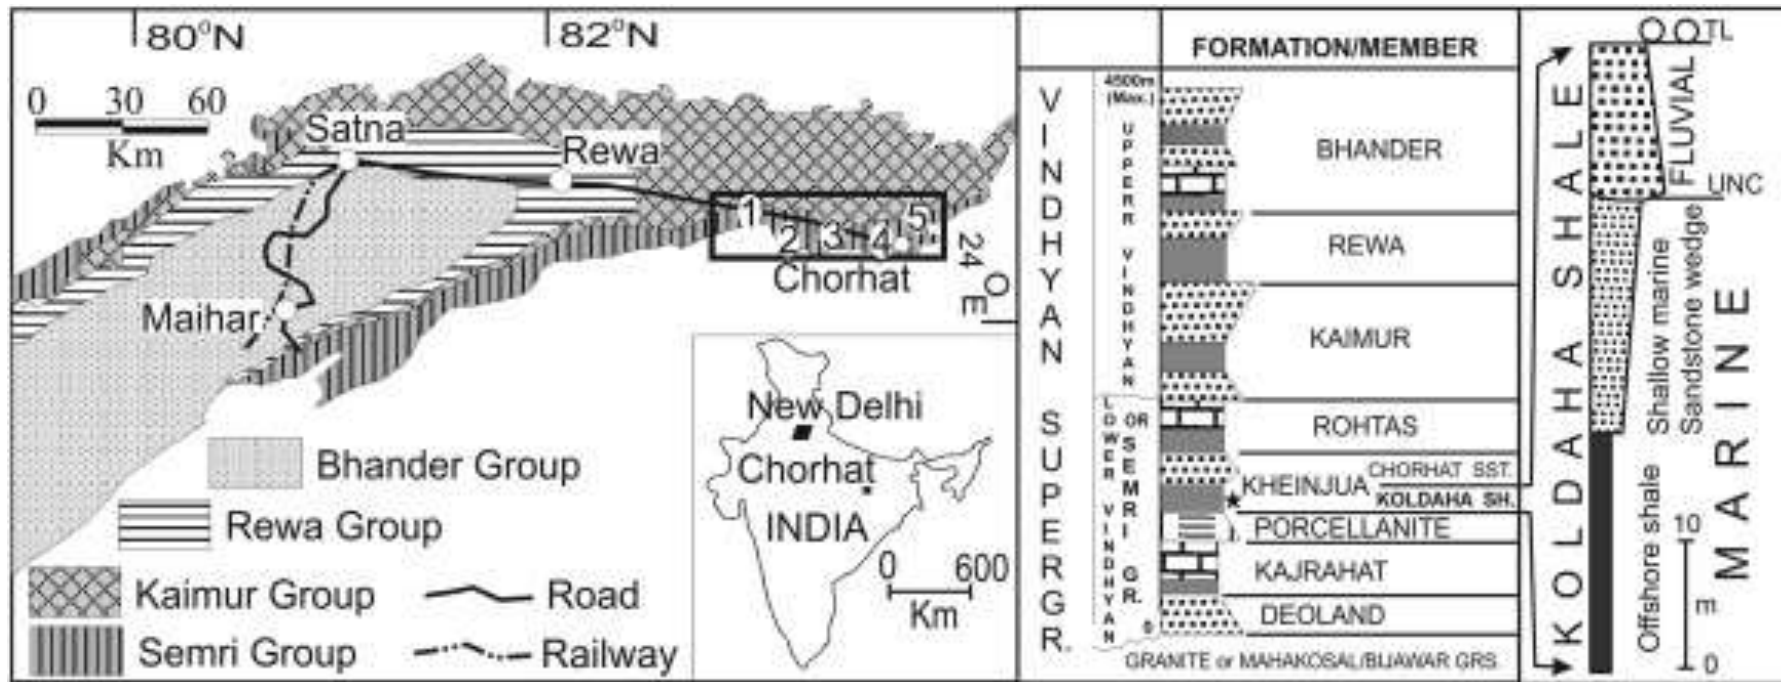 80°N
82°N
0 30 60
Km
Satna
Rewa
Maihar
1
2
3
4
5
Chorhat
24°E
Bhander Group
Rewa Group
Kaimur Group
Semri Group
Road
Railway
New Delhi
Chorhat
INDIA
0 600
Km
FORMATION/MEMBER
VINDHYAN SUPERGR.
4500m
(Max.)
UPPERR VINDHYAN
LOWER VINDHYAN
OR SEMRI GR.
0
BHANDER
REWA
KAIMUR
ROHTAS
KHEINJUA
CHORHAT SST.
KOLDAHA SH.
PORCELLANITE
KAJRAHAT
DEOLAND
GRANITE or MAHAKOSAL/BIJAWAR GRS.
KOLDAHA SHALE
TL
FLUVIAL
UNC
Shallow marine
Sandstone wedge
Offshore shale
MARINE
10
m
0